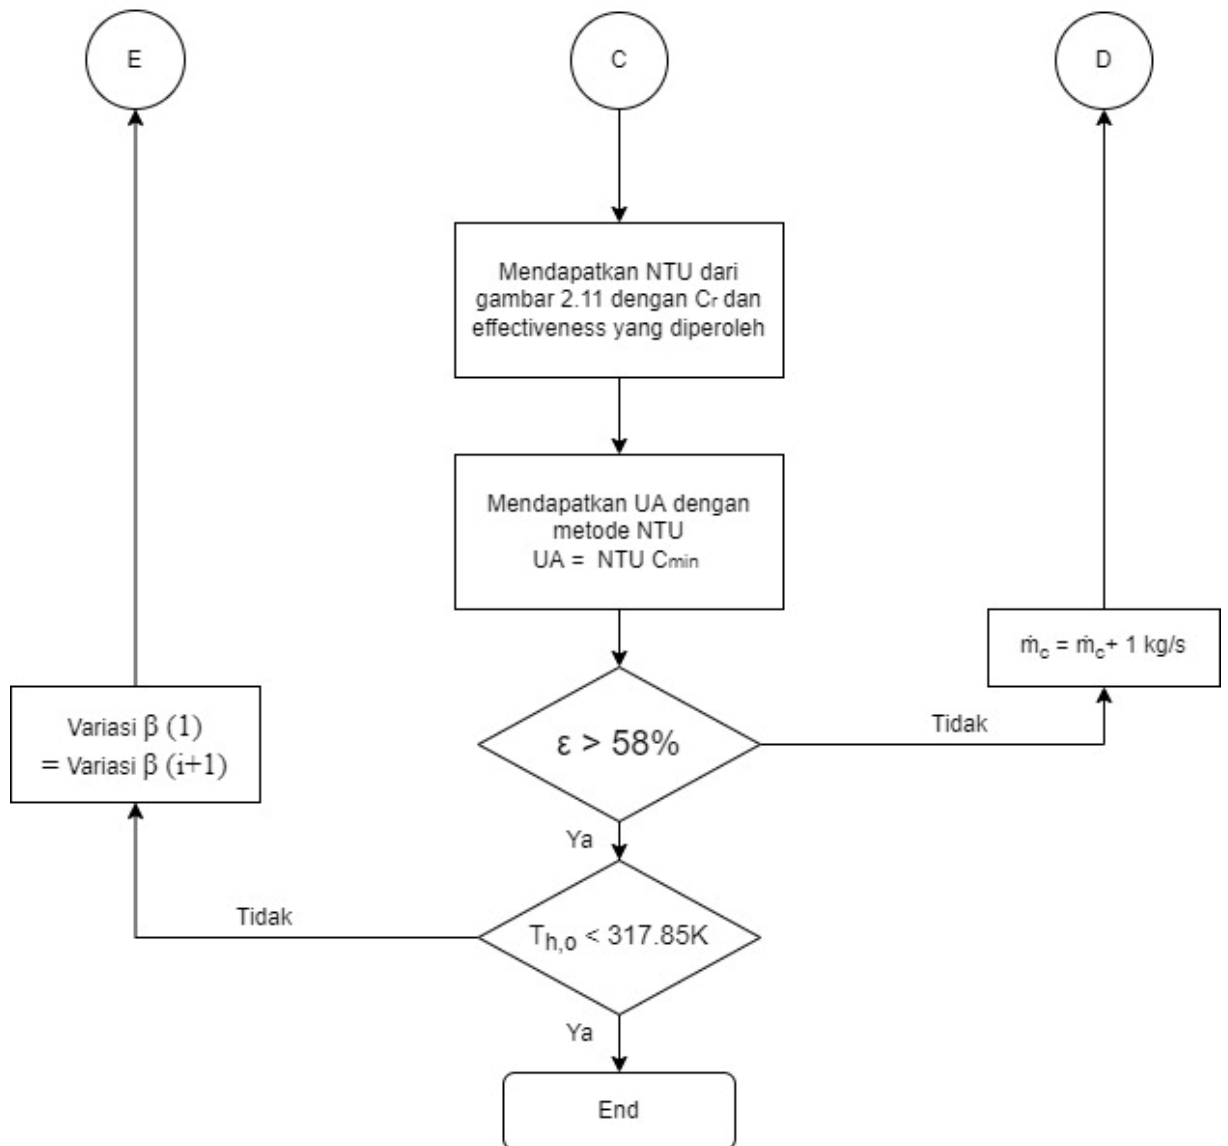 E
C
D
Mendapatkan NTU dari
gambar 2.11 dengan Cr dan
effectiveness yang diperoleh
Mendapatkan UA dengan
metode NTU
UA = NTU Cmin
ṁc = ṁc+ 1 kg/s
Variasi β (1)
= Variasi β (i+1)
ε > 58%
Tidak
Ya
Tidak
Th,o < 317.85K
Ya
End